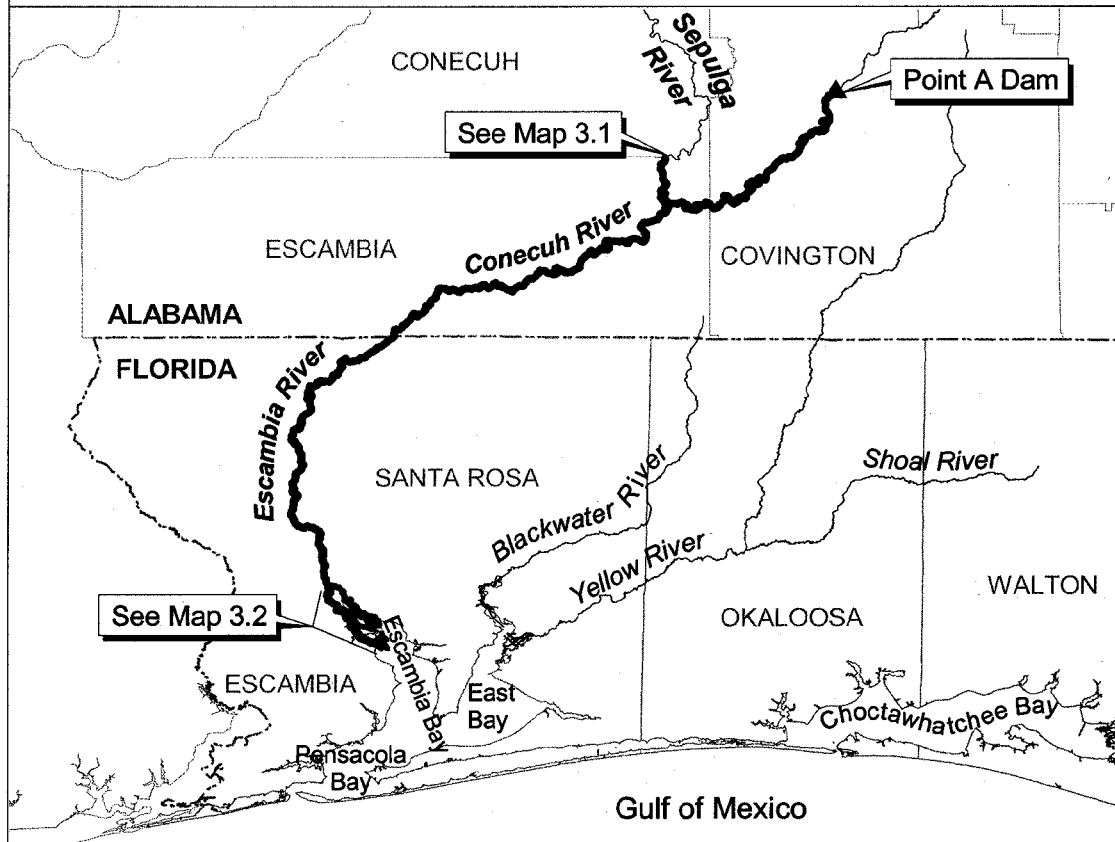 CONECUH
Sepulga
River
Point A Dam
See Map 3.1
Conecuh River
ESCAMBIA
COVINGTON
ALABAMA
FLORIDA
Escambia River
SANTA ROSA
Shoal River
Blackwater River
Yellow River
WALTON
See Map 3.2
OKALOOSA
Escambia Bay
ESCAMBIA
East
Bay
Choctawhatchee Bay
Pensacola
Bay
Gulf of Mexico